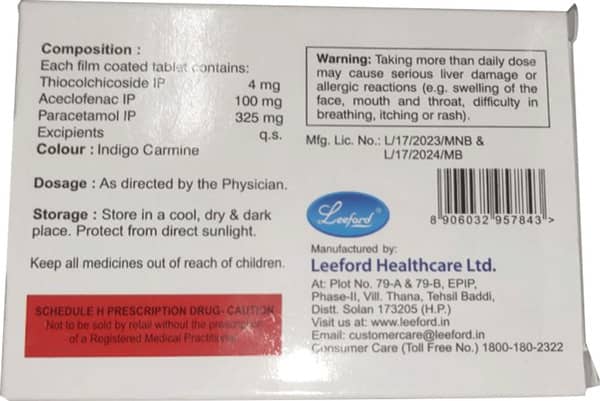 Composition :
Each film coated tablet contains:
Thiocolchicoside IP 4 mg
Aceclofenac IP 100 mg
Paracetamol IP 325 mg
Excipients q.s.
Colour : Indigo Carmine
Dosage : As directed by the Physician.
Storage : Store in a cool, dry & dark
place. Protect from direct sunlight.
Keep all medicines out of reach of children.
SCHEDULE H PRESCRIPTION DRUG- CAUTION
Not to be sold by retail without the prescription
of a Registered Medical Practitioner
Warning: Taking more than daily dose
may cause serious liver damage or
allergic reactions (e.g. swelling of the
face, mouth and throat, difficulty in
breathing, itching or rash).
Mfg. Lic. No.: L/17/2023/MNB &
L/17/2024/MB
Leeford
8 906032 957843 >
Manufactured by:
Leeford Healthcare Ltd.
At: Plot No. 79-A & 79-B, EPIP,
Phase-II, Vill. Thana, Tehsil Baddi,
Distt. Solan 173205 (H.P.)
Visit us at: www.leeford.in
Email: customercare@leeford.in
Consumer Care (Toll Free No.) 1800-180-2322